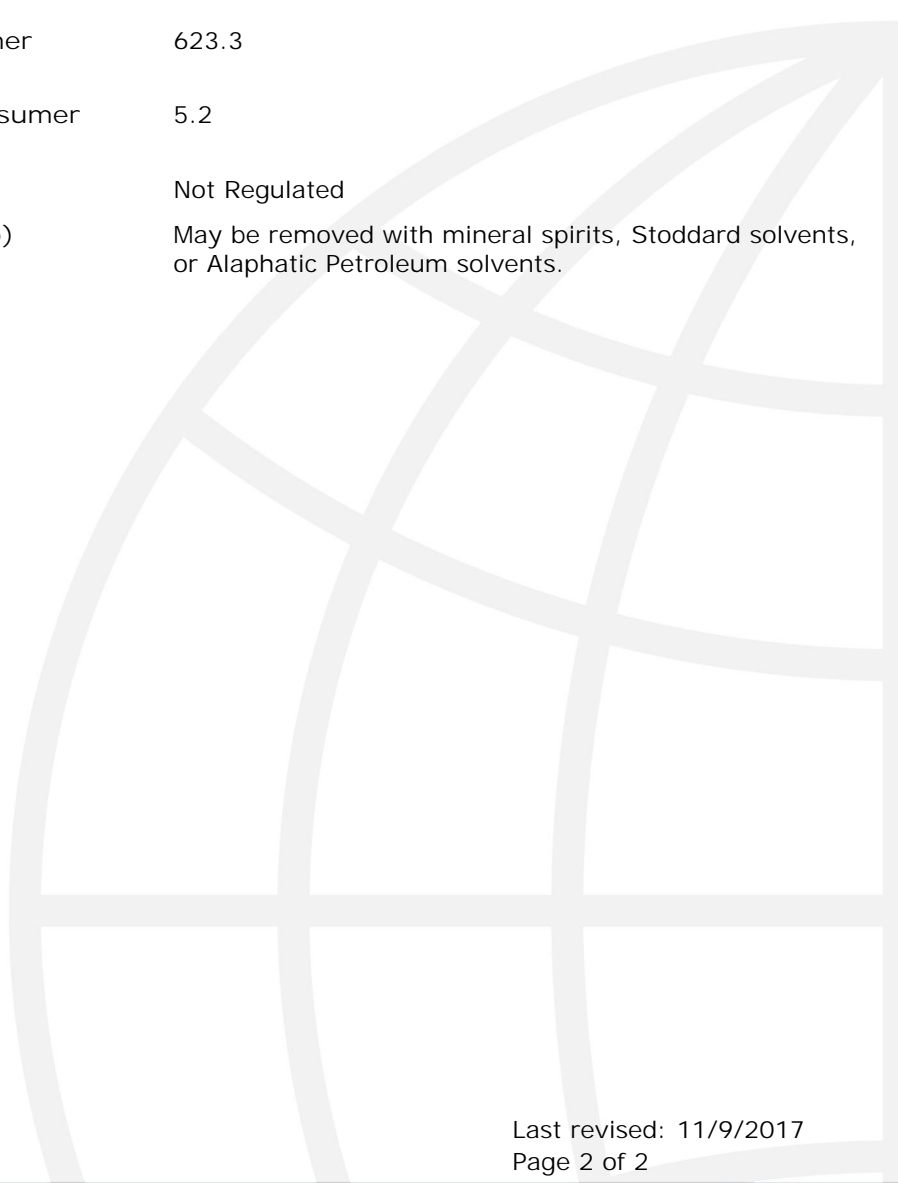 ner 623.3
sumer 5.2
Not Regulated
) May be removed with mineral spirits, Stoddard solvents,
or Alaphatic Petroleum solvents.
Last revised: 11/9/2017
Page 2 of 2